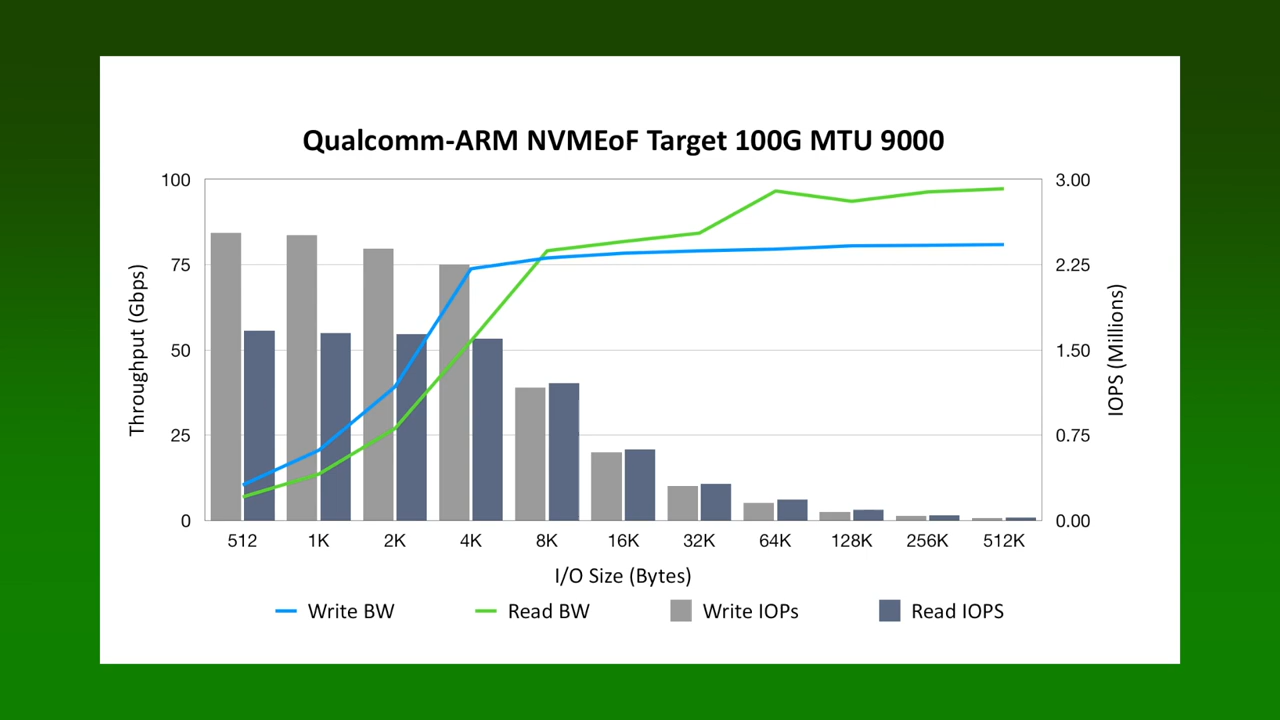 Qualcomm-ARM NVMEoF Target 100G MTU 9000
100
75
50
25
0
Throughput (Gbps)
3.00
2.25
1.50
0.75
0.00
IOPS (Millions)
512 1K 2K 4K 8K 16K 32K 64K 128K 256K 512K
I/O Size (Bytes)
Write BW Read BW Write IOPs Read IOPS